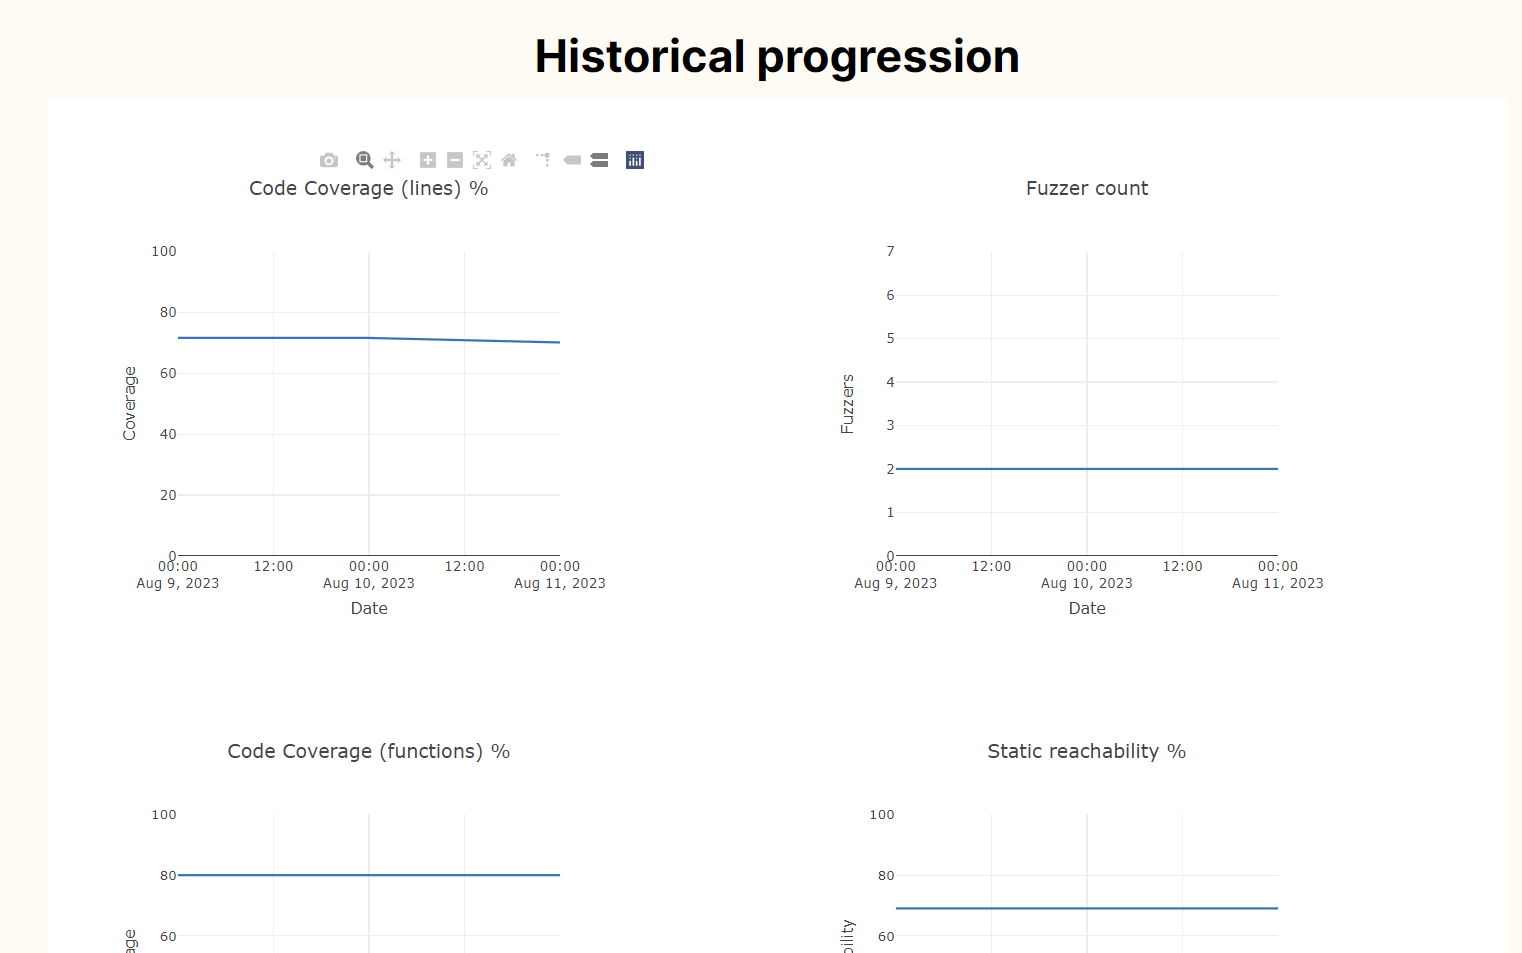 Historical progression
Code Coverage (lines) %
100
80
60
40
20
0
Coverage
00:00 12:00 00:00 12:00 00:00
Aug 9, 2023 Aug 10, 2023 Aug 11, 2023
Date
Fuzzer count
7
6
5
4
3
2
1
0
Fuzzers
00:00 12:00 00:00 12:00 00:00
Aug 9, 2023 Aug 10, 2023 Aug 11, 2023
Date
Code Coverage (functions) %
100
80
60
Static reachability %
100
80
60